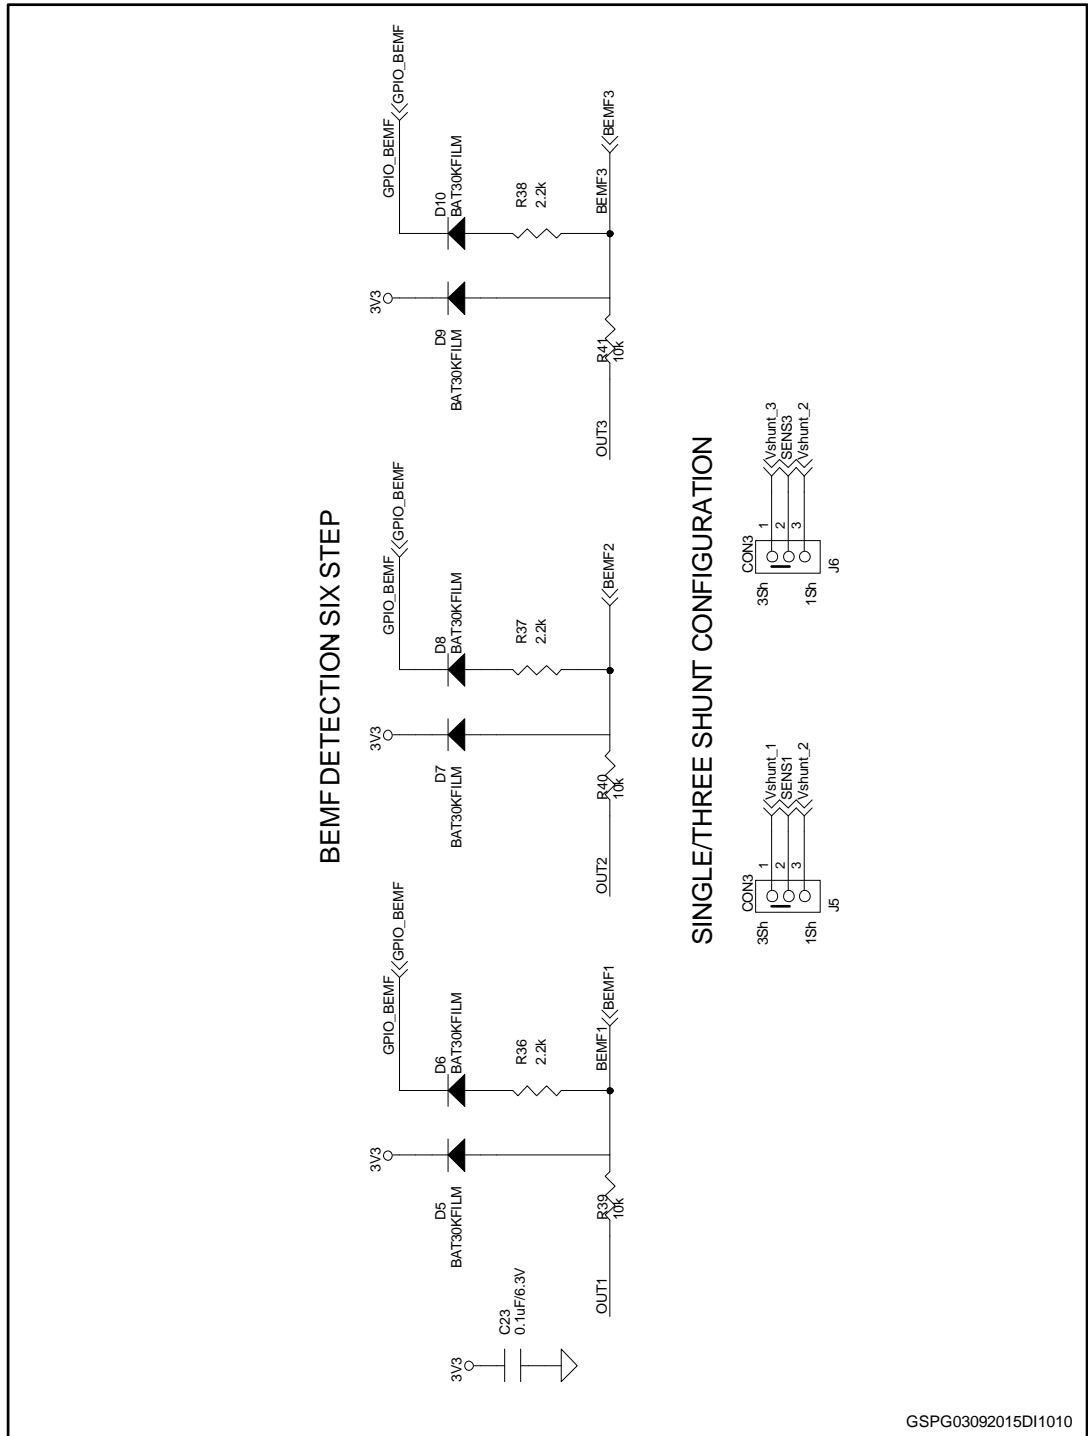 BEMF DETECTION SIX STEP
3V3
C23
0.1uF/6.3V
3V3
D5
BAT30KFILM
GPIO_BEMF
GPIO_BEMF
D6
BAT30KFILM
R36
2.2k
OUT1
R39
10k
BEMF1
BEMF1
3V3
D7
BAT30KFILM
GPIO_BEMF
GPIO_BEMF
D8
BAT30KFILM
R37
2.2k
OUT2
R40
10k
BEMF2
3V3
D9
BAT30KFILM
GPIO_BEMF
GPIO_BEMF
D10
BAT30KFILM
R38
2.2k
OUT3
R41
10k
BEMF3
BEMF3
SINGLE/THREE SHUNT CONFIGURATION
CON3
3Sh
1Sh
J5
1
2
3
Vshunt_1
SENS1
Vshunt_2
CON3
3Sh
1Sh
J6
1
2
3
Vshunt_3
SENS3
Vshunt_2
GSPG03092015DI1010